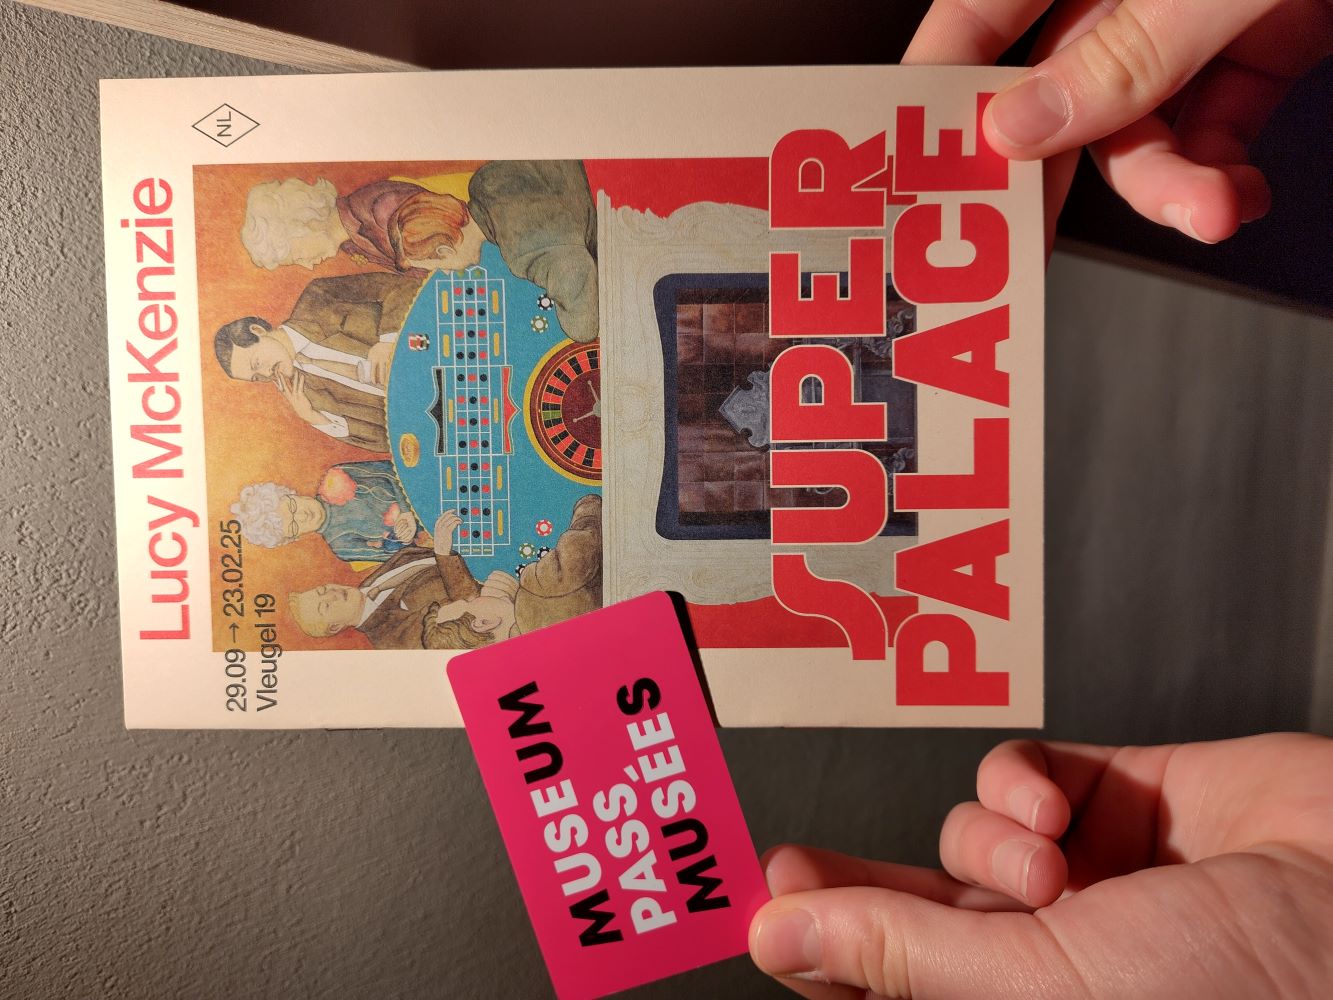 Lucy McKenzie
NL
29.09 → 23.02.25
Vleugel 19
SUPER
PALACE
MUSEUM
PASS'
MUSÉES